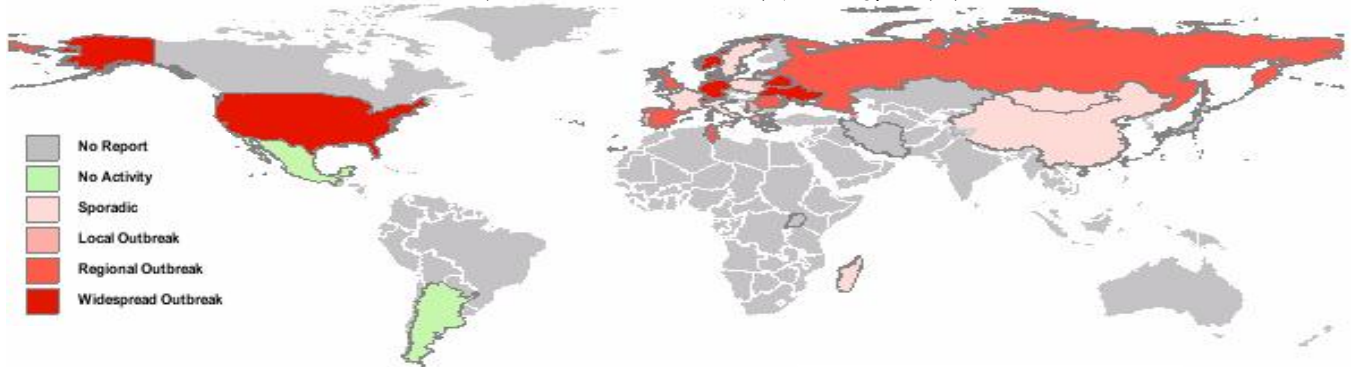 No Report
No Activity
Sporadic
Local Outbreak
Regional Outbreak
Widespread Outbreak